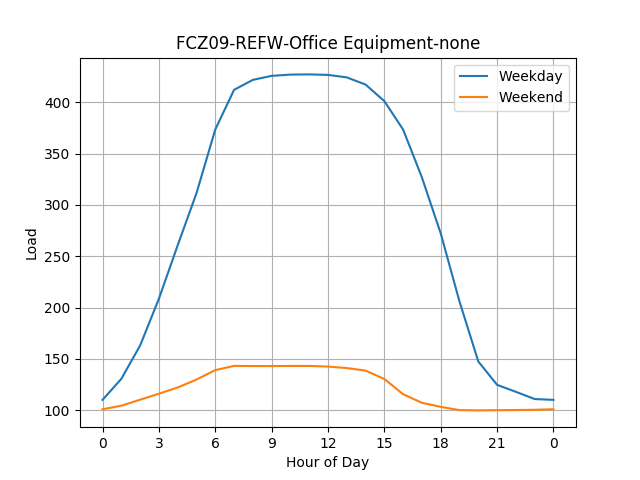 FCZ09-REFW-Office Equipment-none
Weekday
Weekend
400
350
300
250
200
150
100
Load
0 3 6 9 12 15 18 21 0
Hour of Day